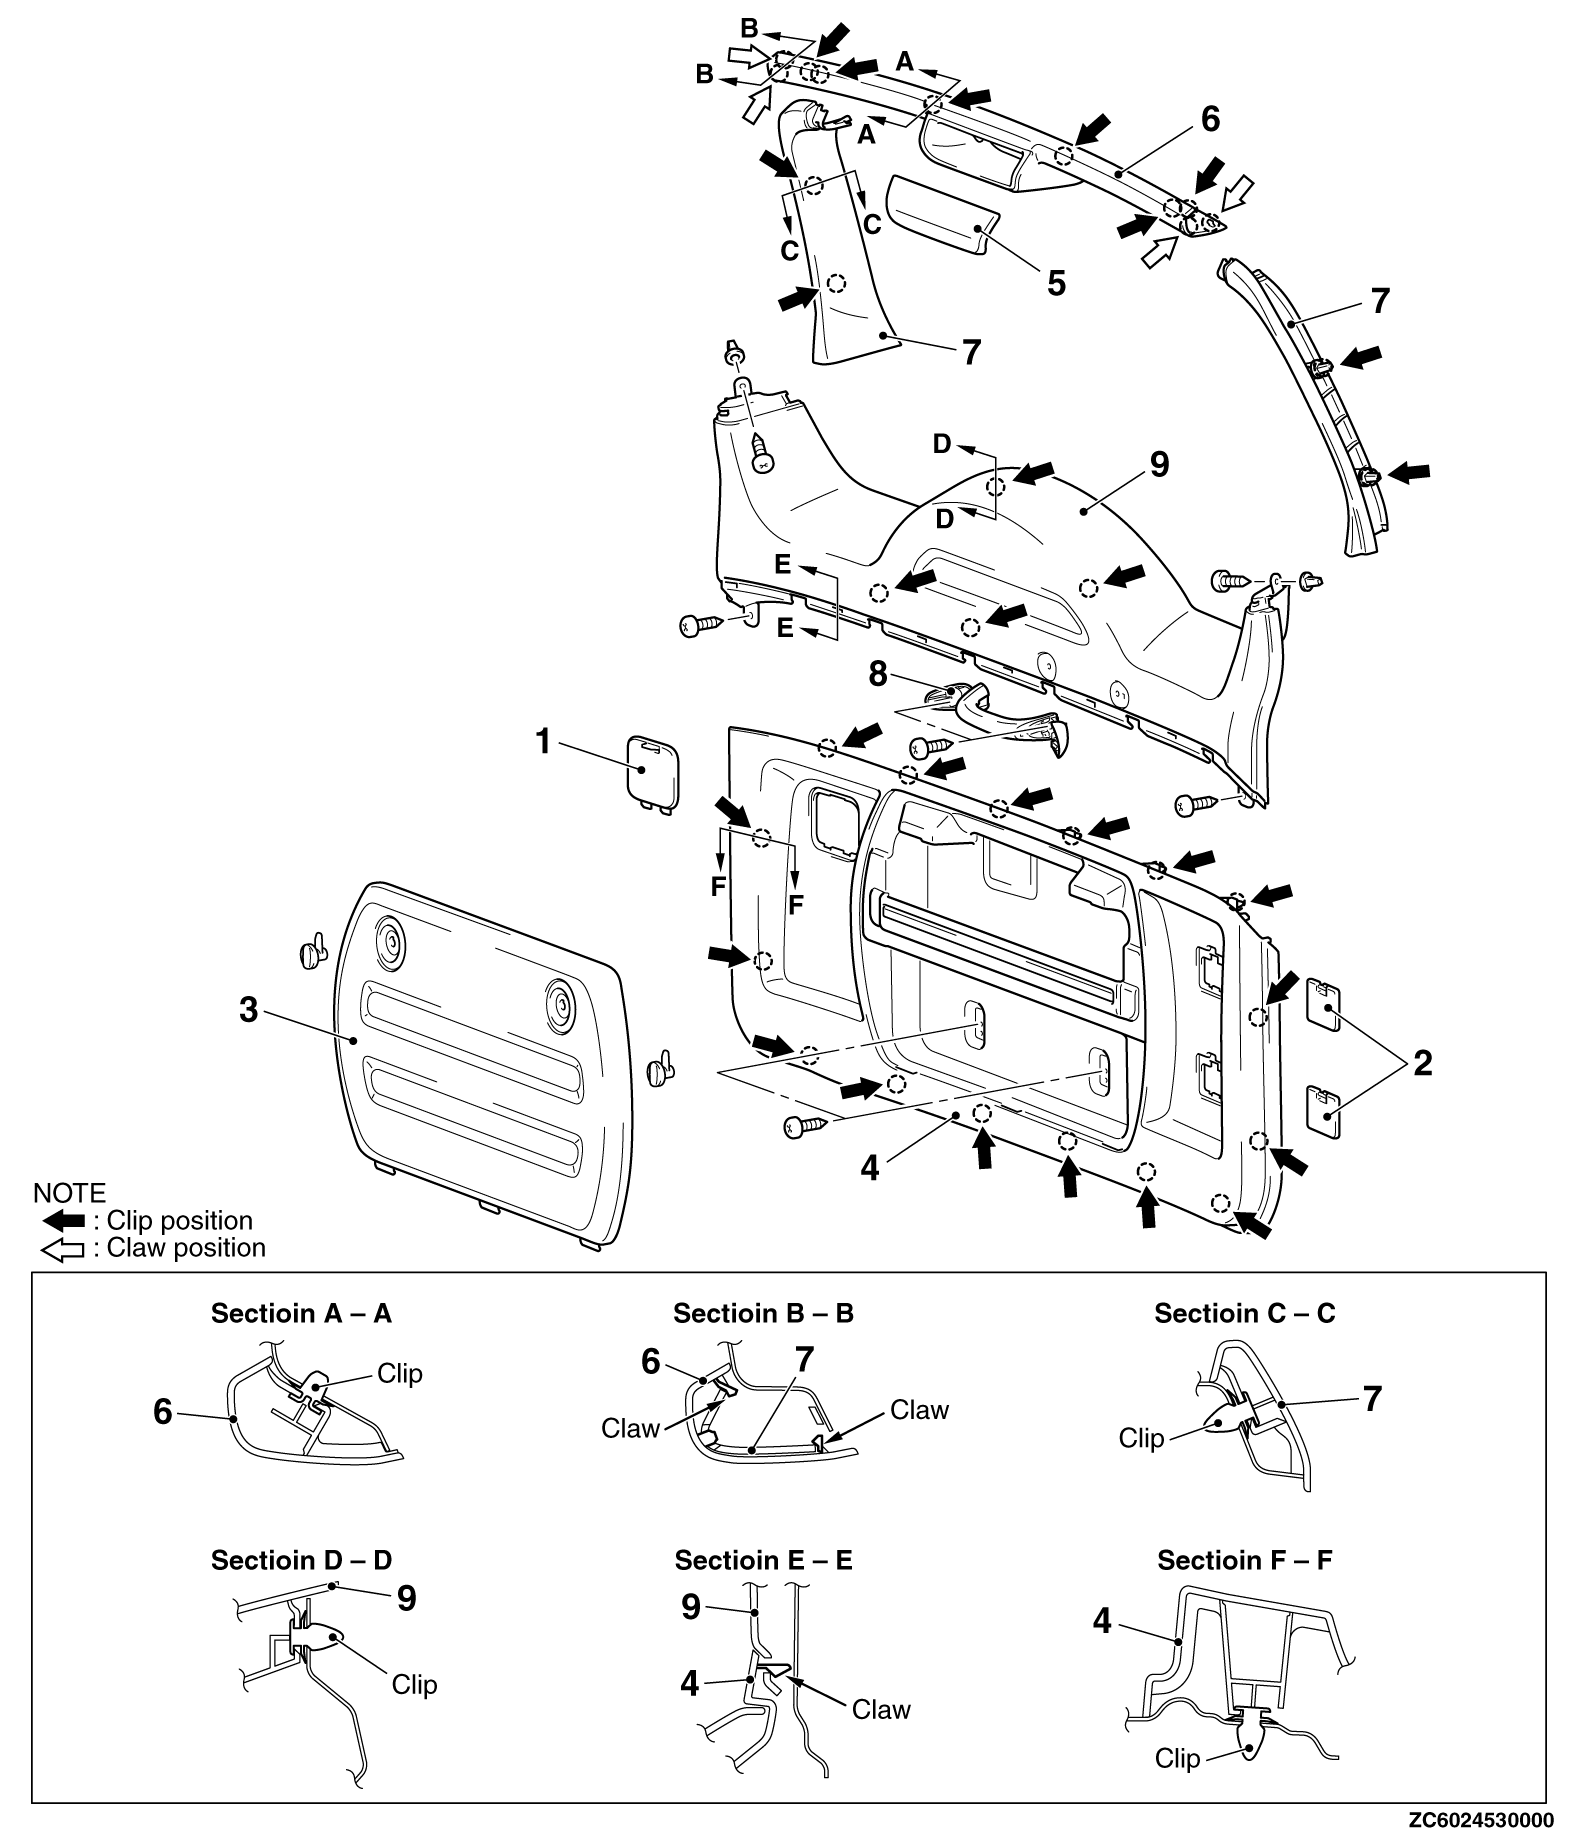 B
B
A
A
6
C
C
5
7
7
D
9
D
E
E
8
1
F
F
3
2
4
NOTE
: Clip position
: Claw position
Sectioin A – A
Sectioin B – B
Sectioin C – C
6
Clip
6
7
Claw
Claw
7
Clip
Sectioin D – D
Sectioin E – E
Sectioin F – F
9
Clip
9
4
Claw
4
Clip
ZC6024530000